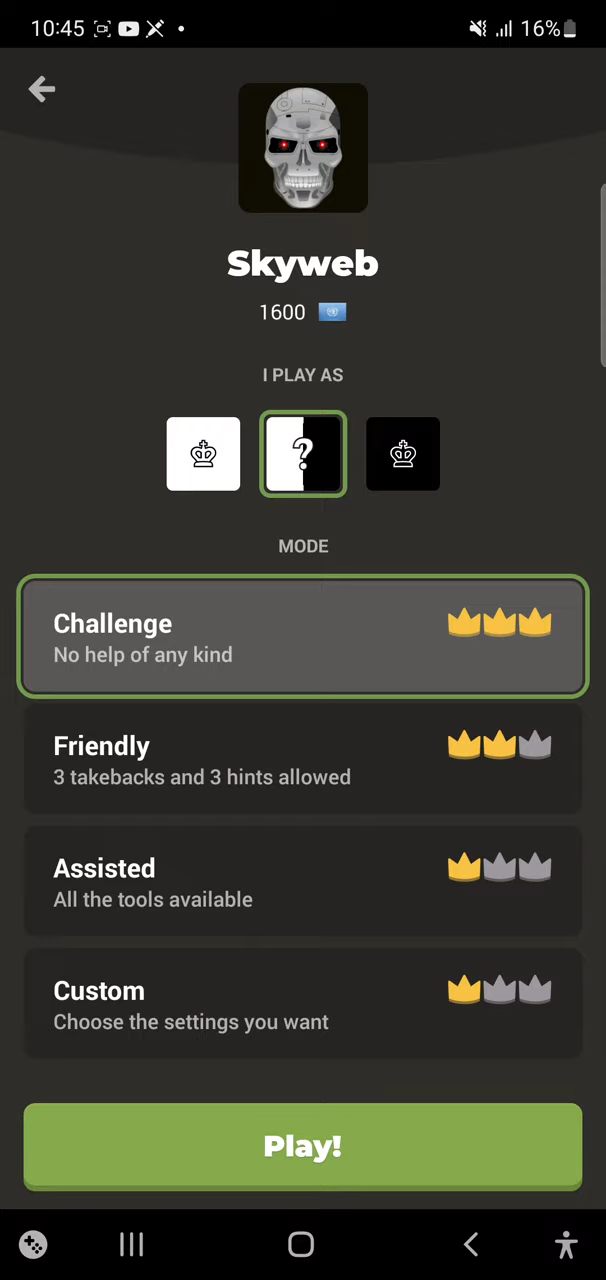 10:45
16%
Skyweb
1600
I PLAY AS
?
MODE
Challenge
No help of any kind
Friendly
3 takebacks and 3 hints allowed
Assisted
All the tools available
Custom
Choose the settings you want
Play!